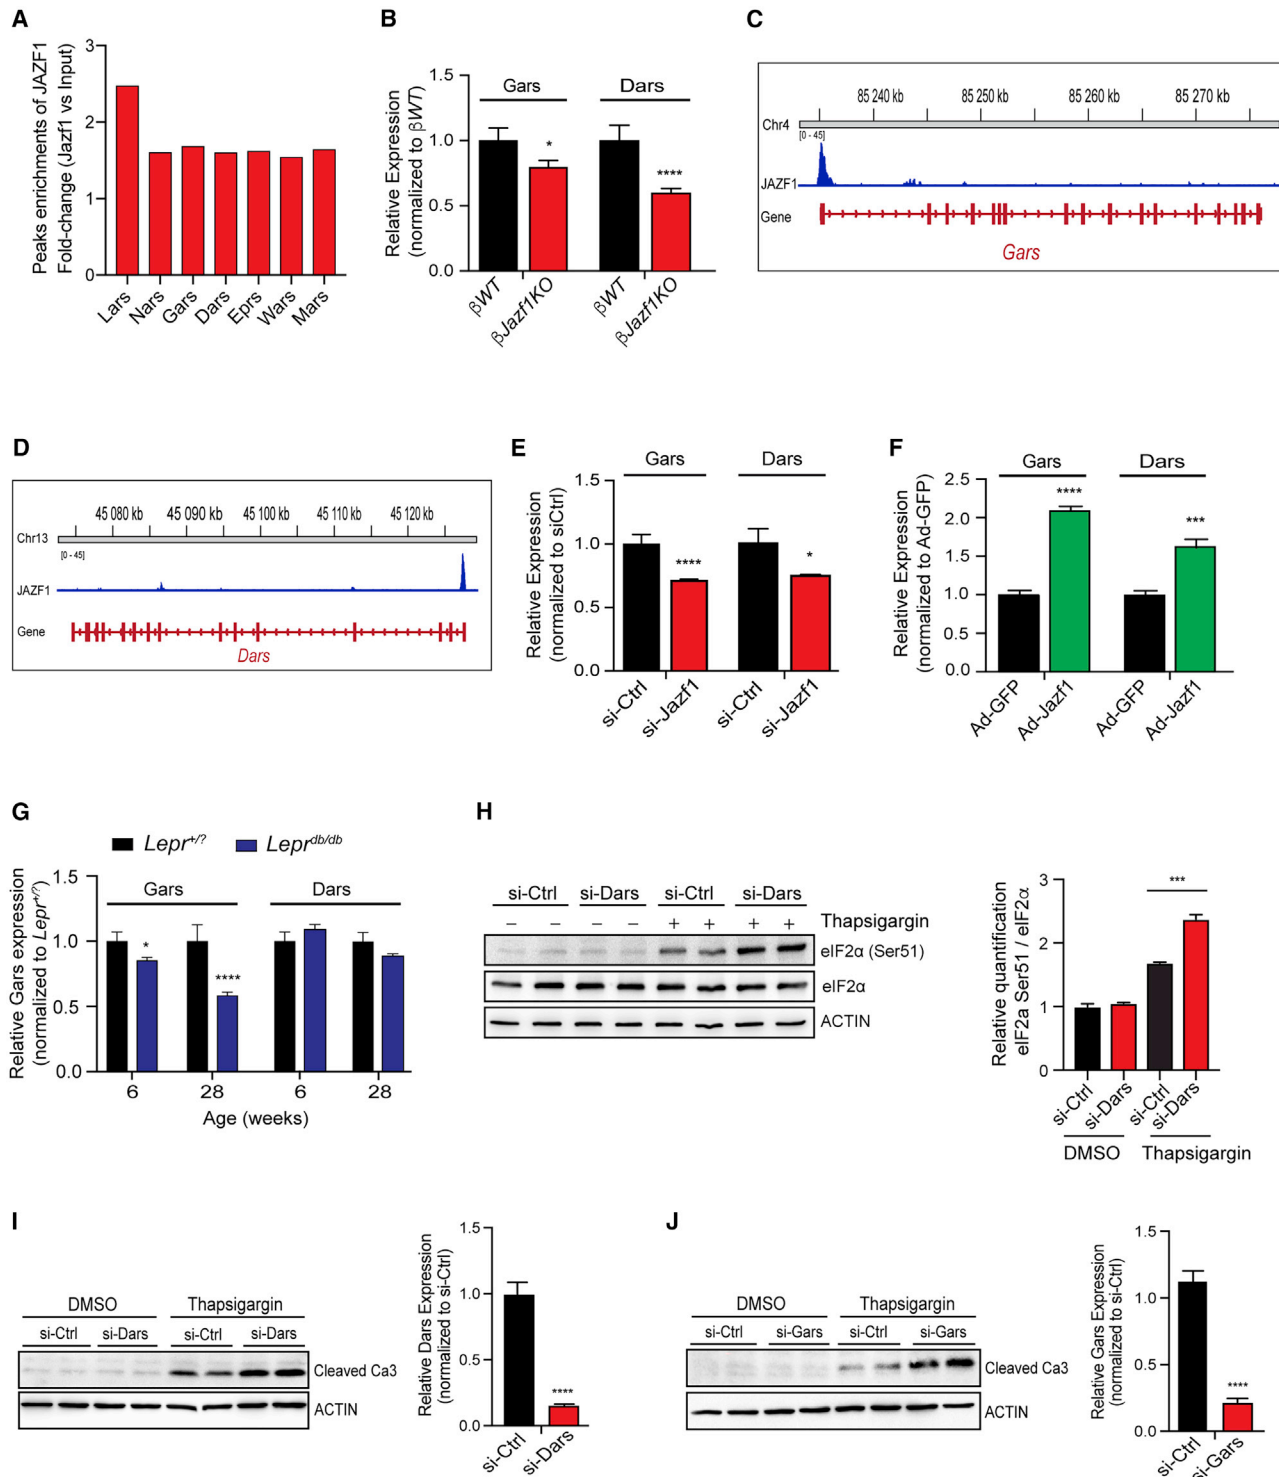 A
Peaks enrichments of JAZF1
Fold-change (Jazf1 vs Input)
3
2
1
0
Lars
Nars
Gars
Dars
Eprs
Wars
Mars
B
Relative Expression
(normalized to βWT)
1.5
1.0
0.5
0.0
Gars
Dars
*
****
βWT
βJazf1KO
βWT
βJazf1KO
C
85 240 kb
85 250 kb
85 260 kb
85 270 kb
Chr4
[0 - 45]
JAZF1
Gene
Gars
D
45 080 kb
45 090 kb
45 100 kb
45 110 kb
45 120 kb
Chr13
[0 - 45]
JAZF1
Gene
Dars
E
Relative Expression
(normalized to siCtrl)
1.5
1.0
0.5
0.0
Gars
Dars
****
*
si-Ctrl
si-Jazf1
si-Ctrl
si-Jazf1
F
Relative Expression
(normalized to Ad-GFP)
2.5
2.0
1.5
1.0
0.5
0.0
Gars
Dars
****
***
Ad-GFP
Ad-Jazf1
Ad-GFP
Ad-Jazf1
G
Lepr+/?
Leprdb/db
Relative Gars expression
(normalized to Lepr+/?)
1.5
1.0
0.5
0.0
Gars
Dars
*
****
6
28
6
28
Age (weeks)
H
si-Ctrl
si-Dars
si-Ctrl
si-Dars
– – – – + + + + Thapsigargin
eIF2α (Ser51)
eIF2α
ACTIN
Relative quantification
eIF2a Ser51 / eIF2α
3
2
1
0
***
si-Ctrl
si-Dars
si-Ctrl
si-Dars
DMSO
Thapsigargin
I
DMSO
Thapsigargin
si-Ctrl
si-Dars
si-Ctrl
si-Dars
Cleaved Ca3
ACTIN
Relative Dars Expression
(normalized to si-Ctrl)
1.5
1.0
0.5
0.0
****
si-Ctrl
si-Dars
J
DMSO
Thapsigargin
si-Ctrl
si-Gars
si-Ctrl
si-Gars
Cleaved Ca3
ACTIN
Relative Gars Expression
(normalized to si-Ctrl)
1.5
1.0
0.5
0.0
****
si-Ctrl
si-Gars